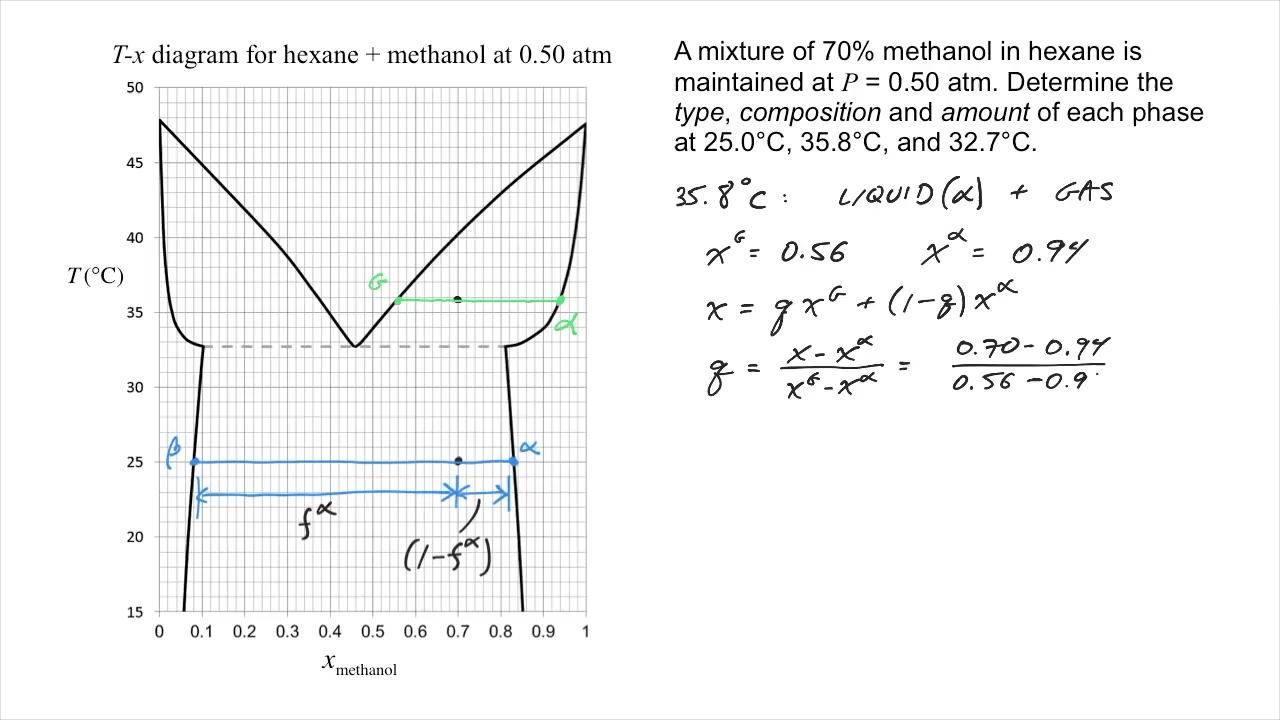 T-x diagram for hexane + methanol at 0.50 atm
50
45
40
35
30
25
20
15
T (°C)
0 0.1 0.2 0.3 0.4 0.5 0.6 0.7 0.8 0.9 1
x methanol
G
α
β
α
f^α
(1-f^α)
A mixture of 70% methanol in hexane is
maintained at P = 0.50 atm. Determine the
type, composition and amount of each phase
at 25.0°C, 35.8°C, and 32.7°C.
35.8°C : LIQUID(α) + GAS
x^G = 0.56 x^α = 0.94
x = g x^G + (1-g) x^α
g = x - x^α / x^G - x^α = 0.70 - 0.94 / 0.56 - 0.9